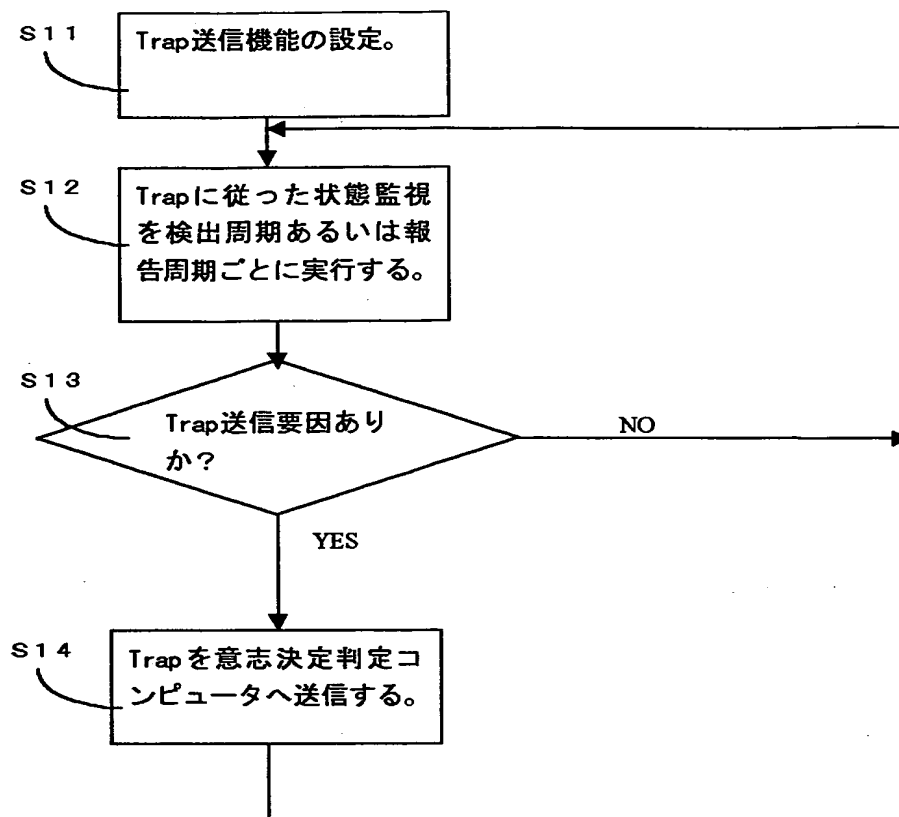 S11
Trap送信機能の設定。
S12
Trapに従った状態監視
を検出周期あるいは報
告周期ごとに実行する。
S13
Trap送信要因あり
か？
NO
YES
S14
Trapを意志決定判定コ
ンピュータへ送信する。